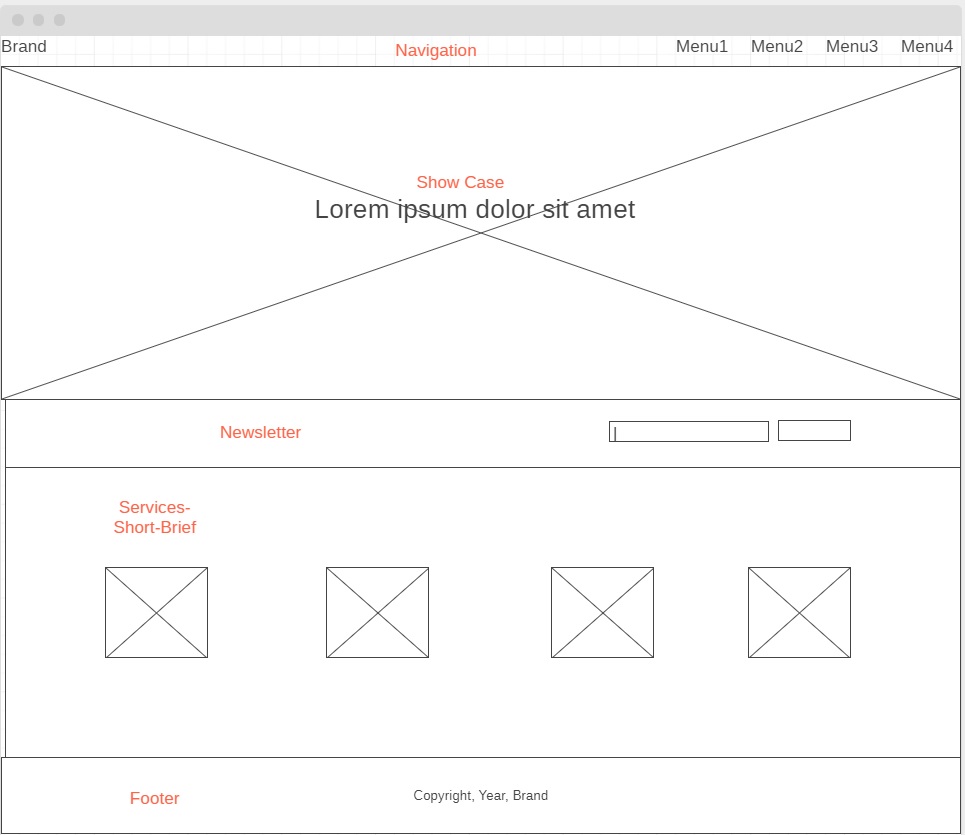 Brand
Navigation
Menu1 Menu2 Menu3 Menu4
Show Case
Lorem ipsum dolor sit amet
Newsletter
Services-
Short-Brief
Footer
Copyright, Year, Brand